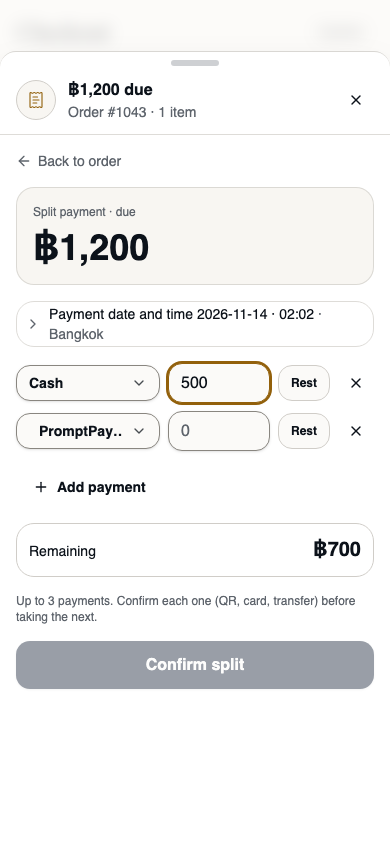 ฿1,200 due
Order #1043 · 1 item
Back to order
Split payment · due
฿1,200
Payment date and time 2026-11-14 · 02:02 ·
Bangkok
Cash
500
Rest
PromptPay..
0
Rest
Add payment
Remaining
฿700
Up to 3 payments. Confirm each one (QR, card, transfer) before
taking the next.
Confirm split